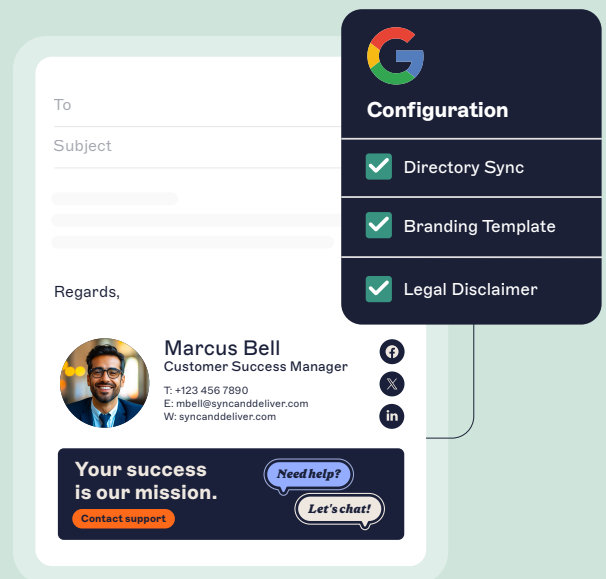 To
Subject
Regards,
Marcus Bell
Customer Success Manager
T: +123 456 7890
E: mbell@syncanddeliver.com
W: syncanddeliver.com
Your success
is our mission.
Contact support
Need help?
Let's chat!
Configuration
Directory Sync
Branding Template
Legal Disclaimer